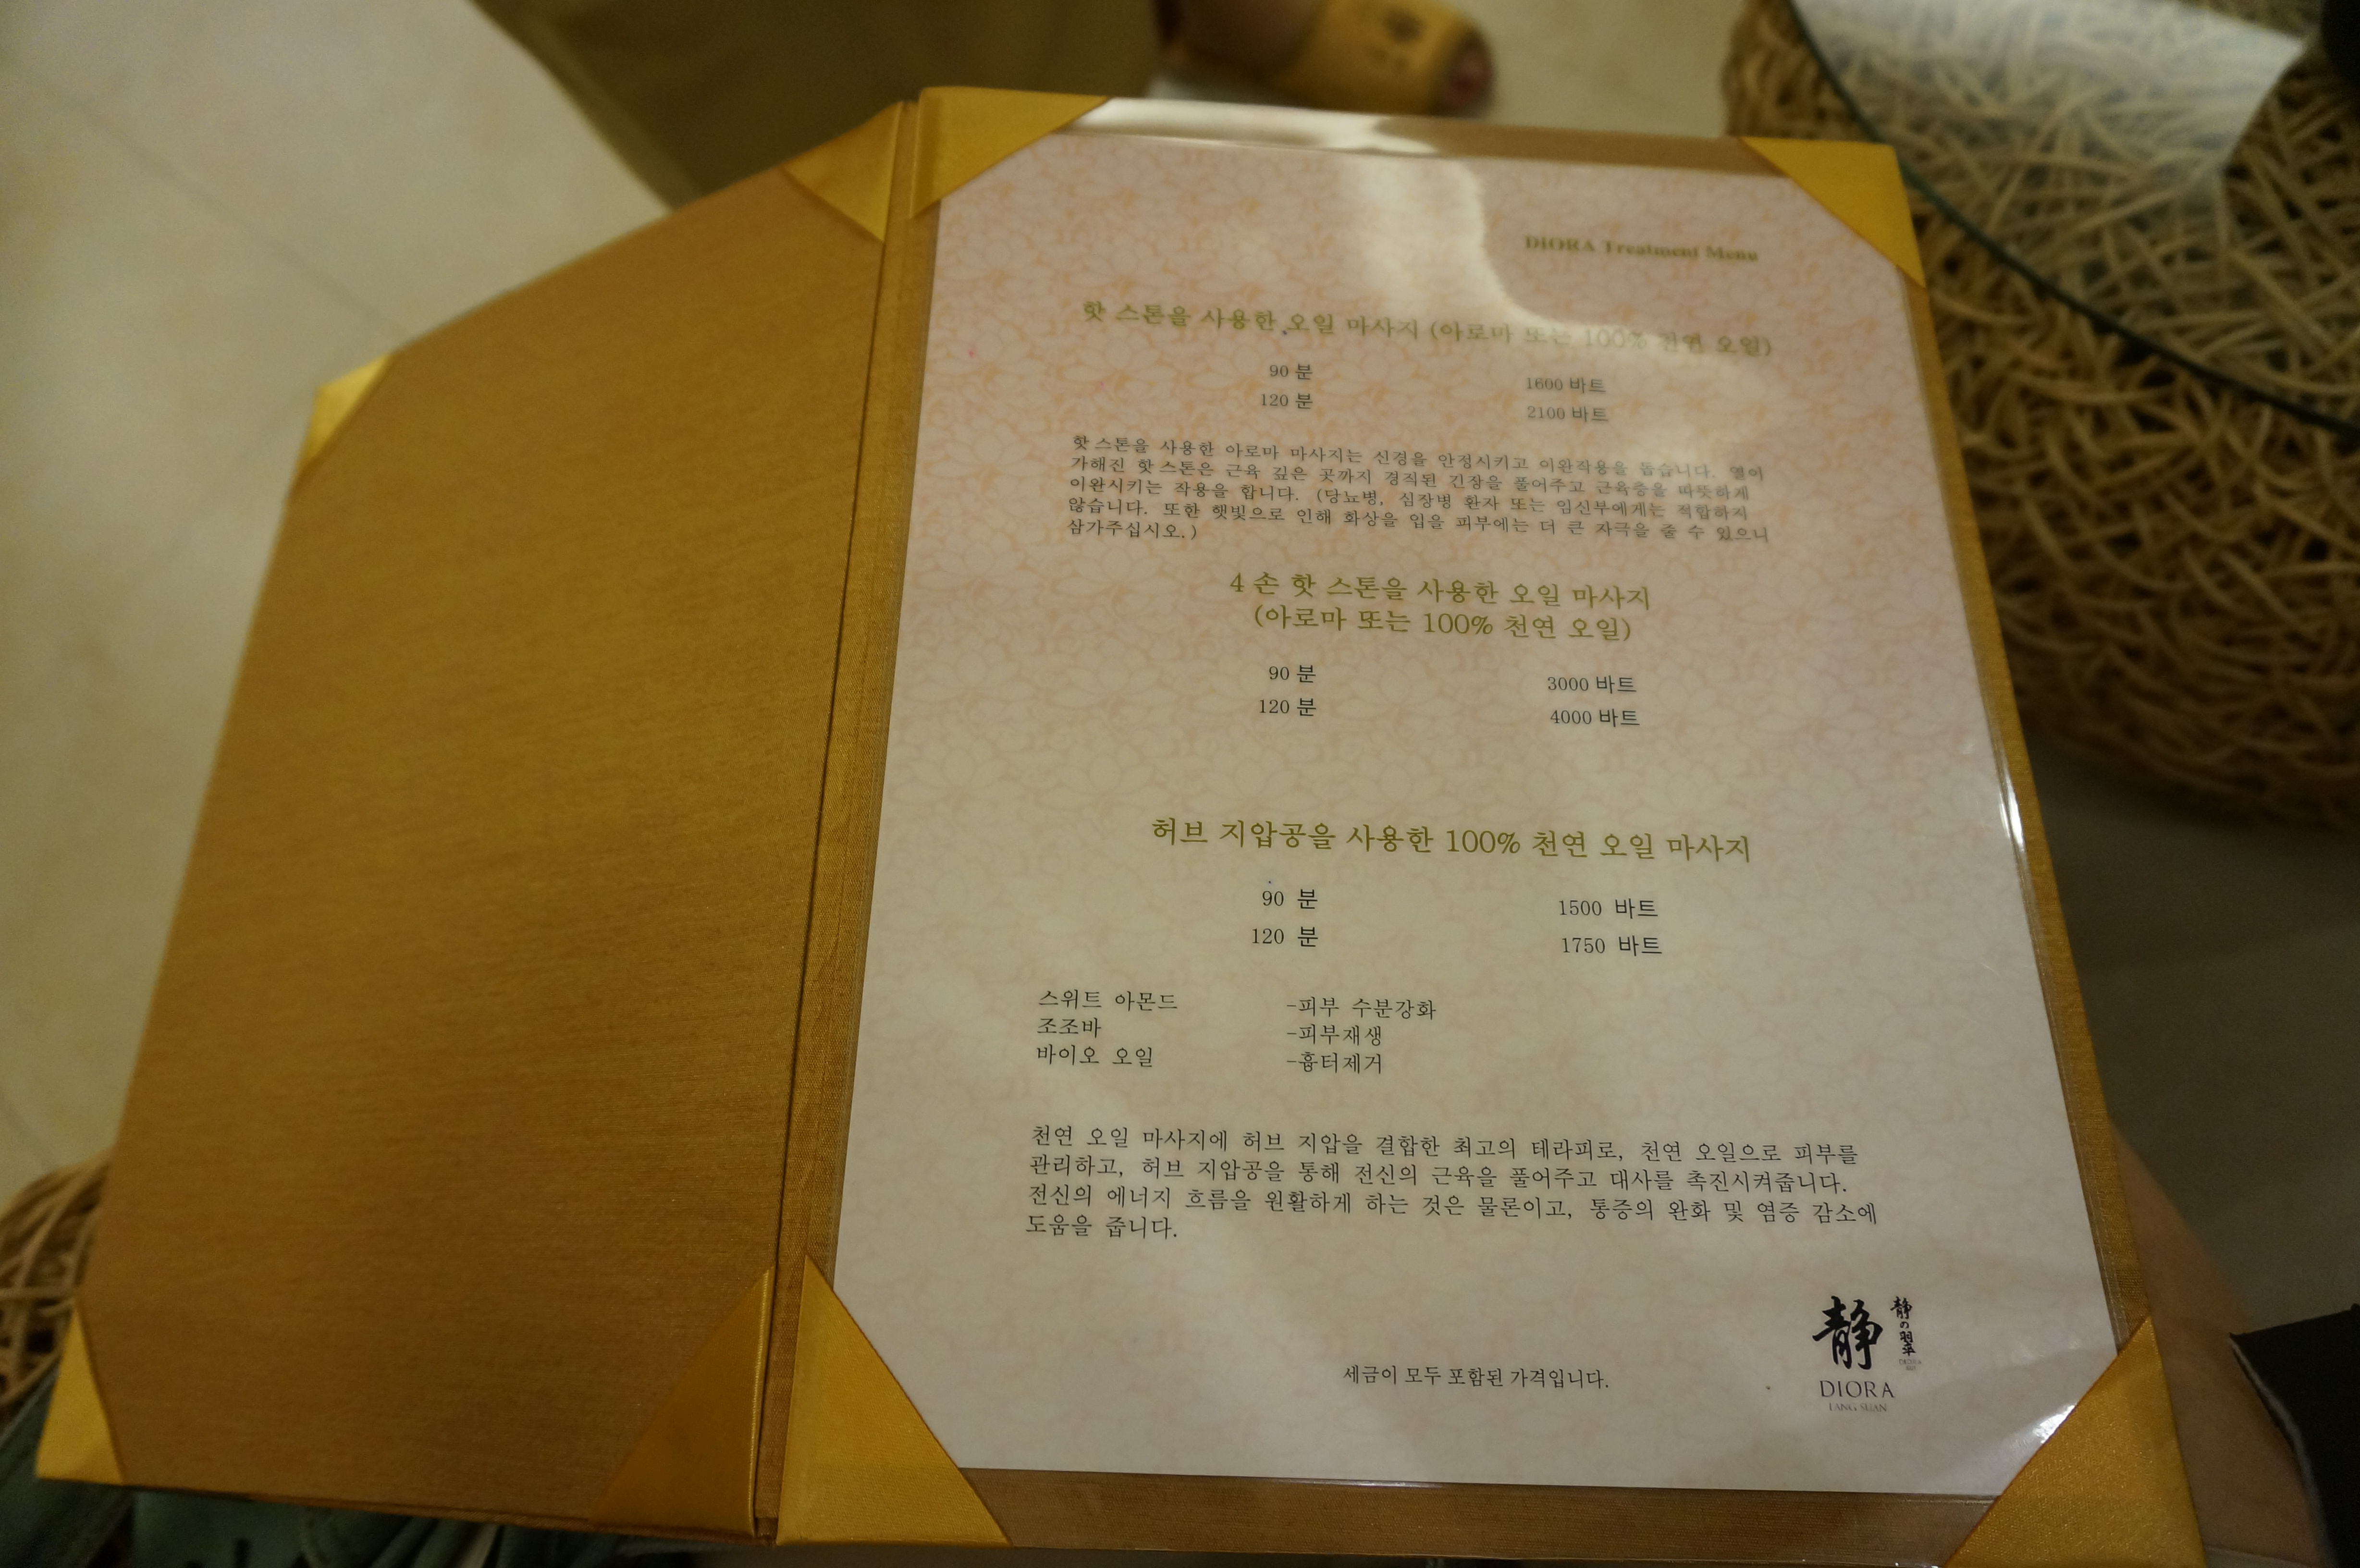 DIORA Treatment Menu
핫 스톤을 사용한 오일 마사지 (아로마 또는 100% 천연 오일)
90 분 1600 바트
120 분 2100 바트
핫 스톤을 사용한 아로마 마사지는 신경을 안정시키고 이완작용을 돕습니다. 열이
가해진 핫 스톤은 근육 깊은 곳까지 경직된 긴장을 풀어주고 근육층을 따뜻하게
이완시키는 작용을 합니다. (당뇨병, 심장병 환자 또는 임신부에게는 적합하지
않습니다. 또한 햇빛으로 인해 화상을 입을 피부에는 더 큰 자극을 줄 수 있으니
삼가주십시오.)
4 손 핫 스톤을 사용한 오일 마사지
(아로마 또는 100% 천연 오일)
90 분 3000 바트
120 분 4000 바트
허브 지압공을 사용한 100% 천연 오일 마사지
90 분 1500 바트
120 분 1750 바트
스위트 아몬드 -피부 수분강화
조조바 -피부재생
바이오 오일 -흉터제거
천연 오일 마사지에 허브 지압을 결합한 최고의 테라피로, 천연 오일으로 피부를
관리하고, 허브 지압공을 통해 전신의 근육을 풀어주고 대사를 촉진시켜줍니다.
전신의 에너지 흐름을 원활하게 하는 것은 물론이고, 통증의 완화 및 염증 감소에
도움을 줍니다.
세금이 모두 포함된 가격입니다.
静
静の
DIORA
LANG SUAN